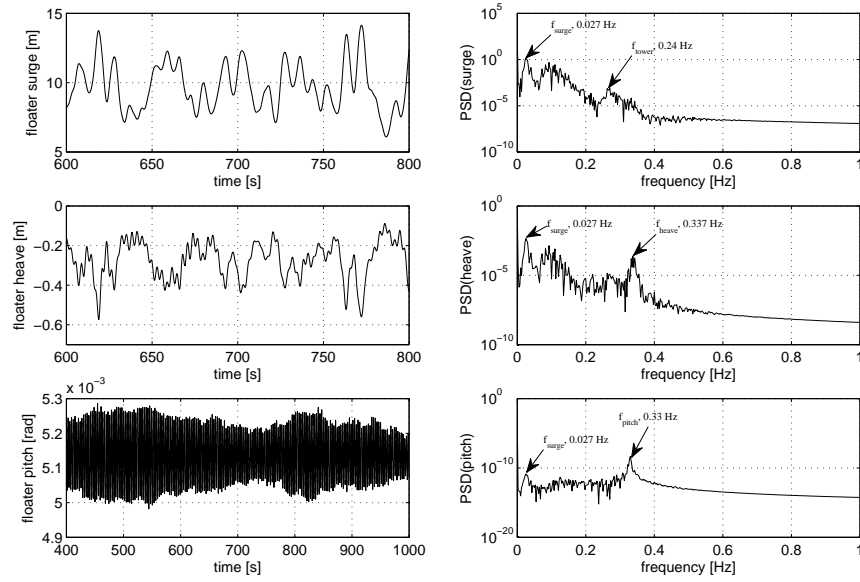 15
10
5
600 650 700 750 800
time [s]
floater surge [m]
10^5
10^0
10^-5
10^-10
0 0.2 0.4 0.6 0.8 1
frequency [Hz]
PSD(surge)
f_surge, 0.027 Hz
f_tower, 0.24 Hz
0
−0.2
−0.4
−0.6
600 650 700 750 800
time [s]
floater heave [m]
10^0
10^-5
10^-10
0 0.2 0.4 0.6 0.8 1
frequency [Hz]
PSD(heave)
f_surge, 0.027 Hz
f_heave, 0.337 Hz
x 10^-3
5.3
5.2
5.1
5
4.9
400 500 600 700 800 900 1000
time [s]
floater pitch [rad]
10^0
10^-10
10^-20
0 0.2 0.4 0.6 0.8 1
frequency [Hz]
PSD(pitch)
f_surge, 0.027 Hz
f_pitch, 0.33 Hz